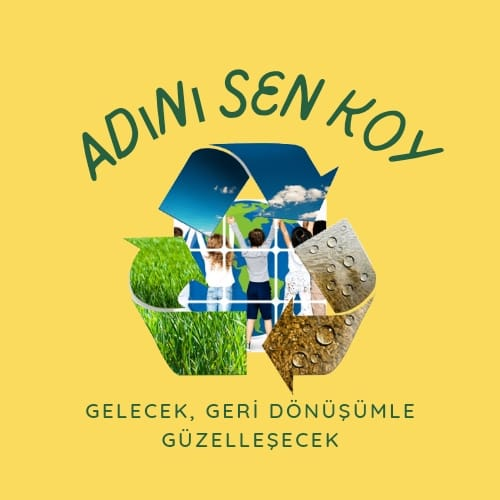 ADINI SEN KOY
GELECEK, GERİ DÖNÜŞÜMLE
GÜZELLEŞECEK